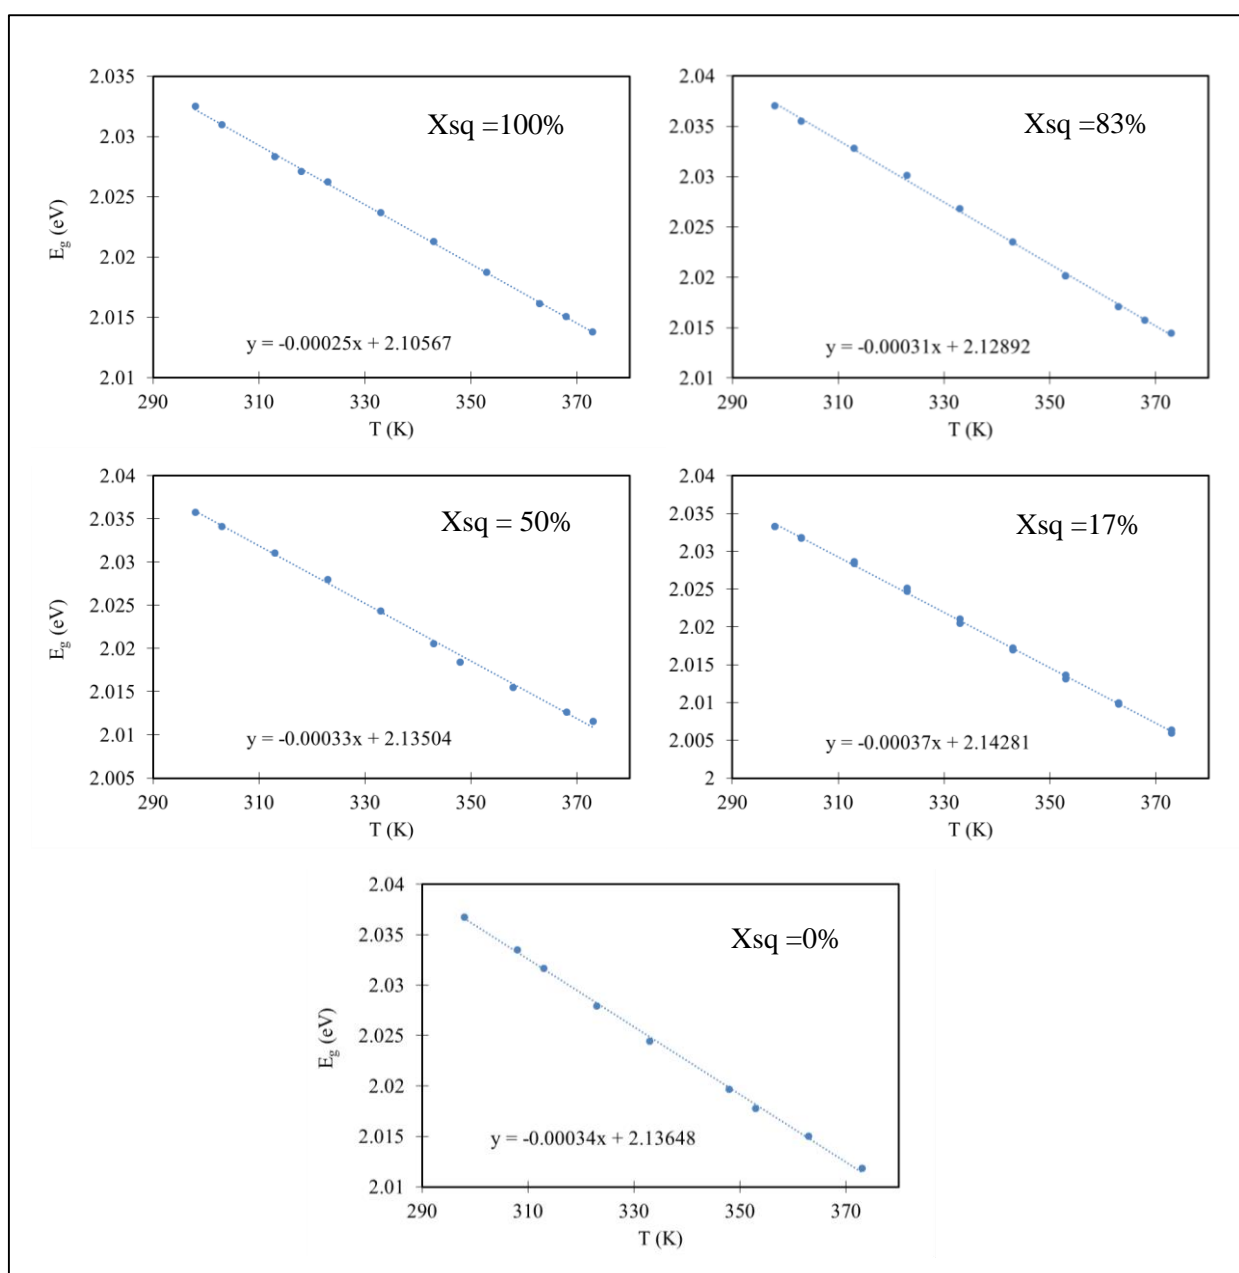 2.035
2.03
2.025
2.02
2.015
2.01
E_g (eV)
Xsq =100%
y = -0.00025x + 2.10567
290 310 330 350 370
T (K)
2.04
2.035
2.03
2.025
2.02
2.015
2.01
Xsq =83%
y = -0.00031x + 2.12892
290 310 330 350 370
T (K)
2.04
2.035
2.03
2.025
2.02
2.015
2.01
2.005
E_g (eV)
Xsq = 50%
y = -0.00033x + 2.13504
290 310 330 350 370
T (K)
2.04
2.035
2.03
2.025
2.02
2.015
2.01
2.005
2
Xsq =17%
y = -0.00037x + 2.14281
290 310 330 350 370
T (K)
2.04
2.035
2.03
2.025
2.02
2.015
2.01
E_g (eV)
Xsq =0%
y = -0.00034x + 2.13648
290 310 330 350 370
T (K)